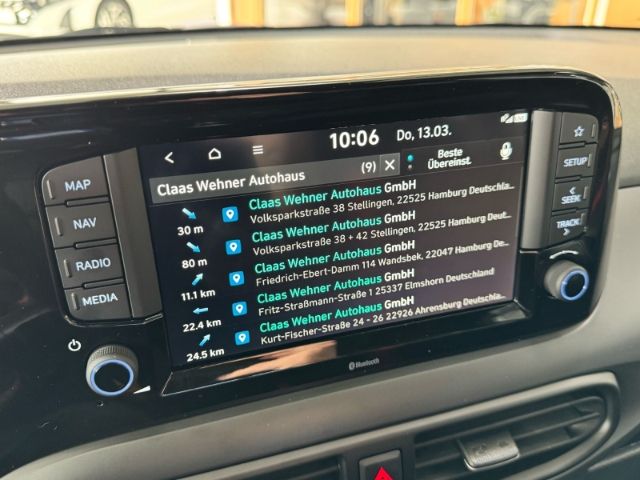 10:06 Do, 13.03.
Claas Wehner Autohaus (9)
Beste
Übereinst.
Claas Wehner Autohaus GmbH
Volksparkstraße 38 Stellingen, 22525 Hamburg Deutschla...
30 m
Claas Wehner Autohaus GmbH
Volksparkstraße 38 + 42 Stellingen, 22525 Hamburg De...
80 m
Claas Wehner Autohaus GmbH
Friedrich-Ebert-Damm 114 Wandsbek, 22047 Hamburg De...
11.1 km
Claas Wehner Autohaus GmbH
Fritz-Straßmann-Straße 1 25337 Elmshorn Deutschland
22.4 km
Claas Wehner Autohaus GmbH
Kurt-Fischer-Straße 24 - 26 22926 Ahrensburg Deutschla...
24.5 km
MAP
NAV
RADIO
MEDIA
SETUP
< SEEK
TRACK >
Bluetooth